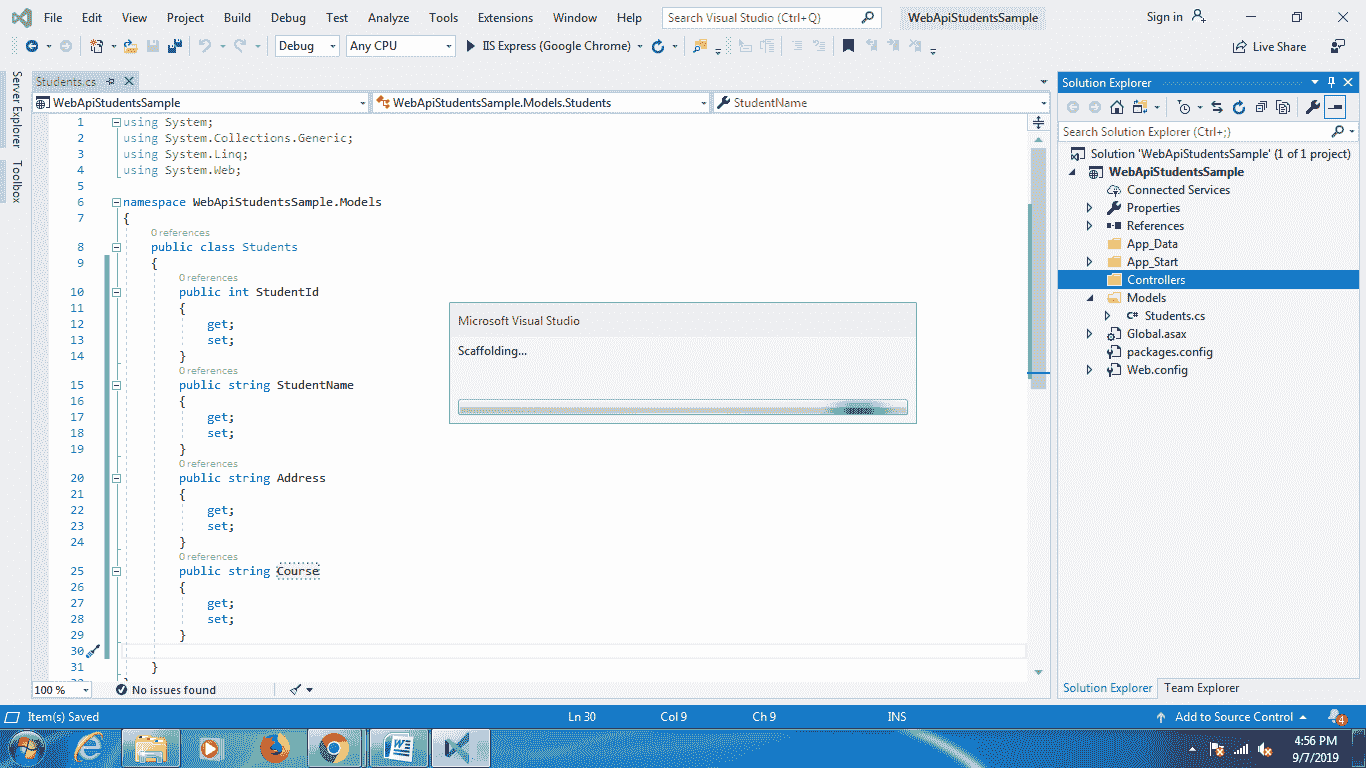 File Edit View Project Build Debug Test Analyze Tools Extensions Window Help Search Visual Studio (Ctrl+Q) WebApiStudentsSample Sign in
Debug Any CPU IIS Express (Google Chrome) Live Share
Server Explorer
Toolbox
Students.cs
WebApiStudentsSample WebApiStudentsSample.Models.Students StudentName
1 using System;
2 using System.Collections.Generic;
3 using System.Linq;
4 using System.Web;
5
6 namespace WebApiStudentsSample.Models
7 {
0 references
8 public class Students
9 {
0 references
10 public int StudentId
11 {
12 get;
13 set;
14 }
0 references
15 public string StudentName
16 {
17 get;
18 set;
19 }
0 references
20 public string Address
21 {
22 get;
23 set;
24 }
0 references
25 public string Course
26 {
27 get;
28 set;
29 }
30
31 }
Microsoft Visual Studio
Scaffolding...
100 % No issues found
Solution Explorer
Search Solution Explorer (Ctrl+;)
Solution 'WebApiStudentsSample' (1 of 1 project)
WebApiStudentsSample
Connected Services
Properties
References
App_Data
App_Start
Controllers
Models
C# Students.cs
Global.asax
packages.config
Web.config
Solution Explorer Team Explorer
Item(s) Saved Ln 30 Col 9 Ch 9 INS Add to Source Control 4
4:56 PM
9/7/2019